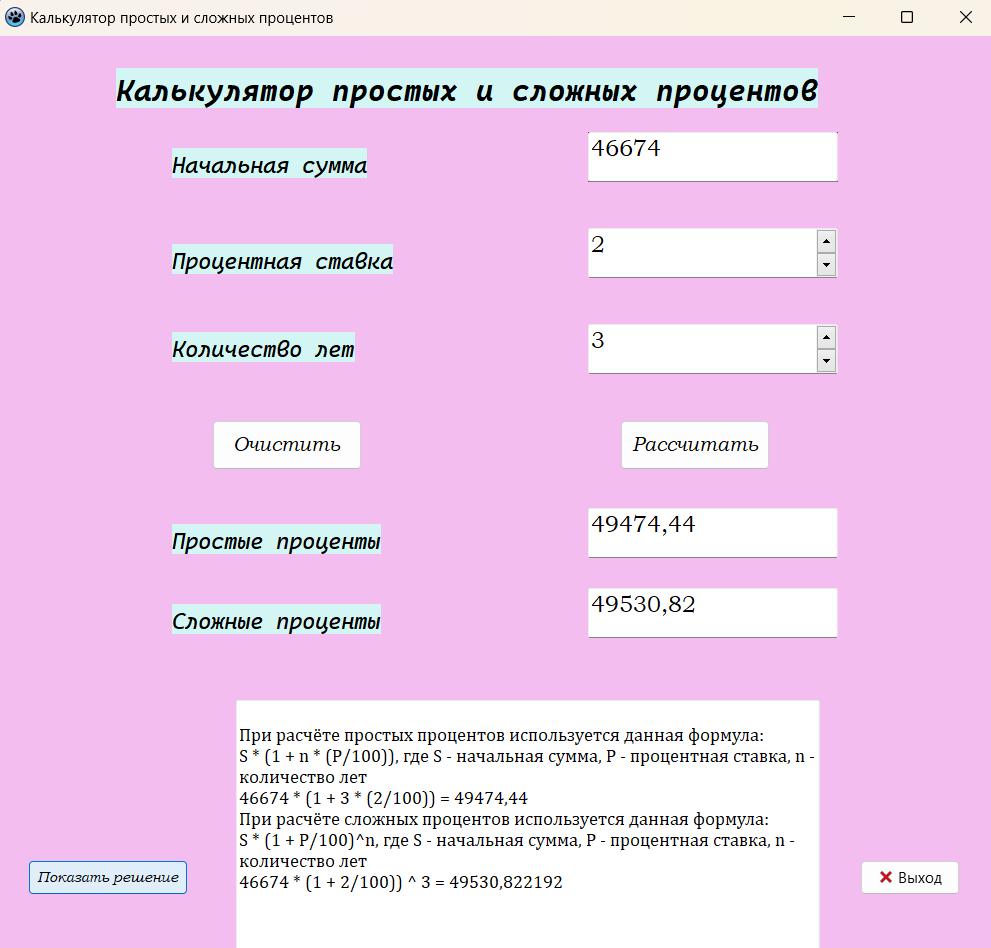 Калькулятор простых и сложных процентов
Калькулятор простых и сложных процентов
Начальная сумма
46674
Процентная ставка
2
Количество лет
3
Очистить
Рассчитать
Простые проценты
49474,44
Сложные проценты
49530,82
При расчёте простых процентов используется данная формула:
S * (1 + n * (P/100)), где S - начальная сумма, P - процентная ставка, n -
количество лет
46674 * (1 + 3 * (2/100)) = 49474,44
При расчёте сложных процентов используется данная формула:
S * (1 + P/100)^n, где S - начальная сумма, P - процентная ставка, n -
количество лет
46674 * (1 + 2/100)) ^ 3 = 49530,822192
Показать решение
Выход